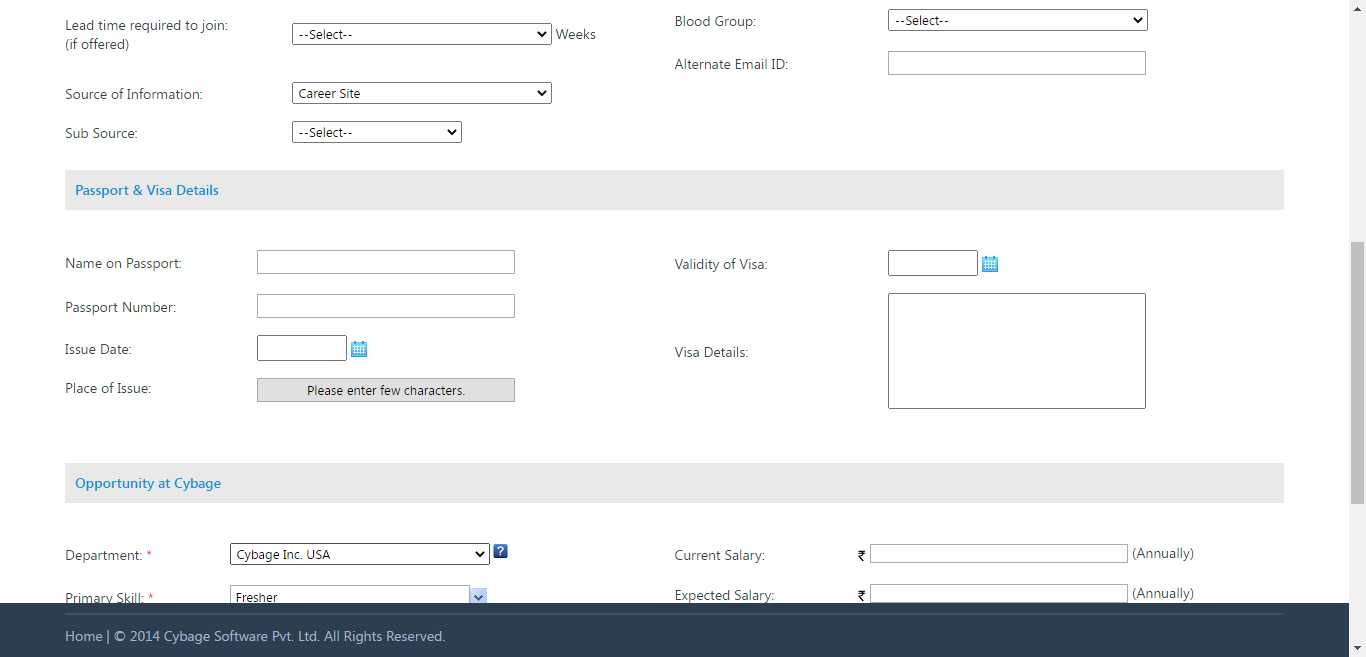 Lead time required to join:
(if offered)
--Select--
Weeks
Blood Group:
--Select--
Alternate Email ID:
Source of Information:
Career Site
Sub Source:
--Select--
Passport & Visa Details
Name on Passport:
Validity of Visa:
Passport Number:
Issue Date:
Visa Details:
Place of Issue:
Please enter few characters.
Opportunity at Cybage
Department: *
Cybage Inc. USA
?
Current Salary:
₹
(Annually)
Primary Skill: *
Fresher
Expected Salary:
₹
(Annually)
Home | © 2014 Cybage Software Pvt. Ltd. All Rights Reserved.